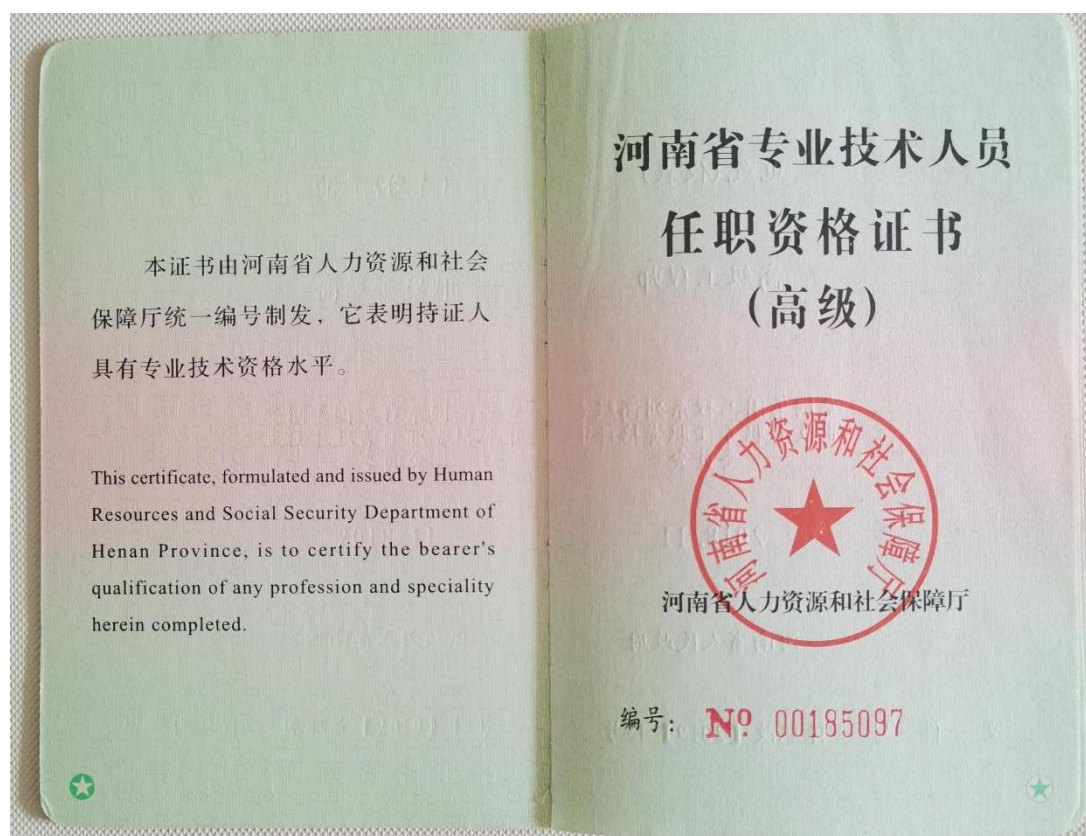 本证书由河南省人力资源和社会
保障厅统一编号制发，它表明持证人
具有专业技术资格水平。
This certificate, formulated and issued by Human
Resources and Social Security Department of
Henan Province, is to certify the bearer's
qualification of any profession and speciality
herein completed.
河南省专业技术人员
任职资格证书
(高级)
河南省人力资源和社会保障厅
河南省人力资源和社会保障厅
编号： Nº 00185097